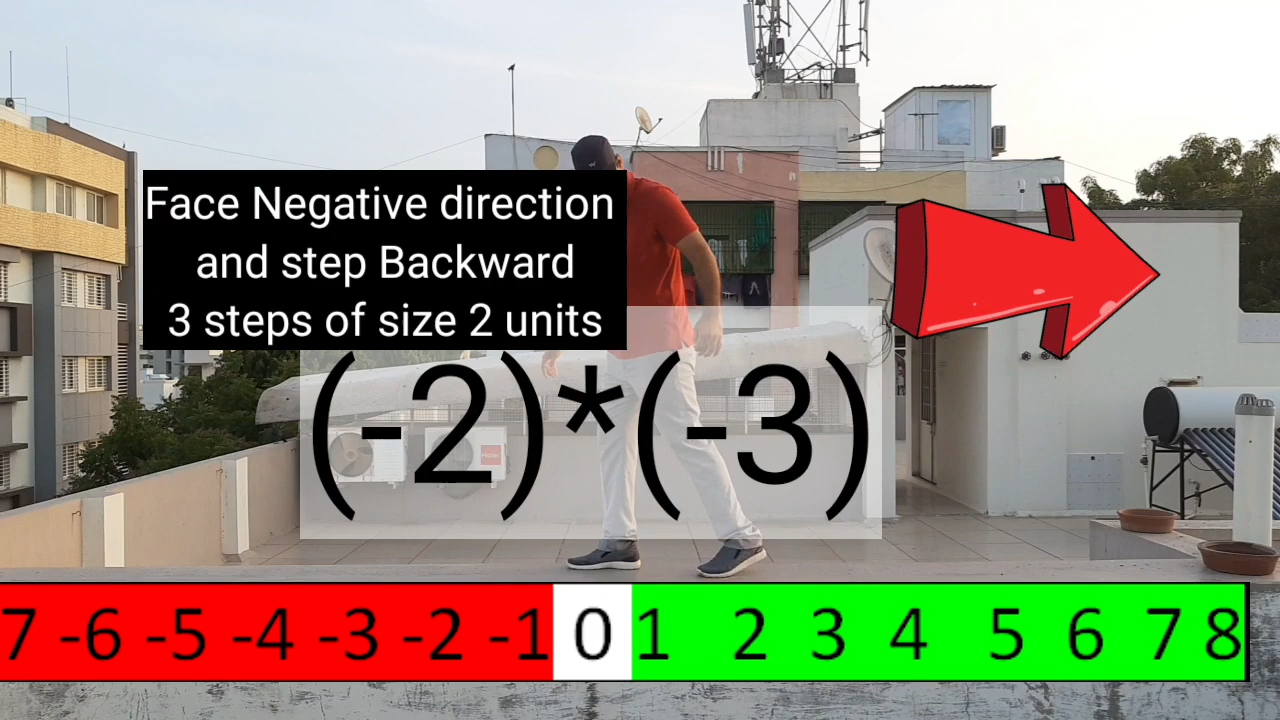 Face Negative direction
and step Backward
3 steps of size 2 units
(-2)*(-3)
7 -6 -5 -4 -3 -2 -1 0 1 2 3 4 5 6 7 8